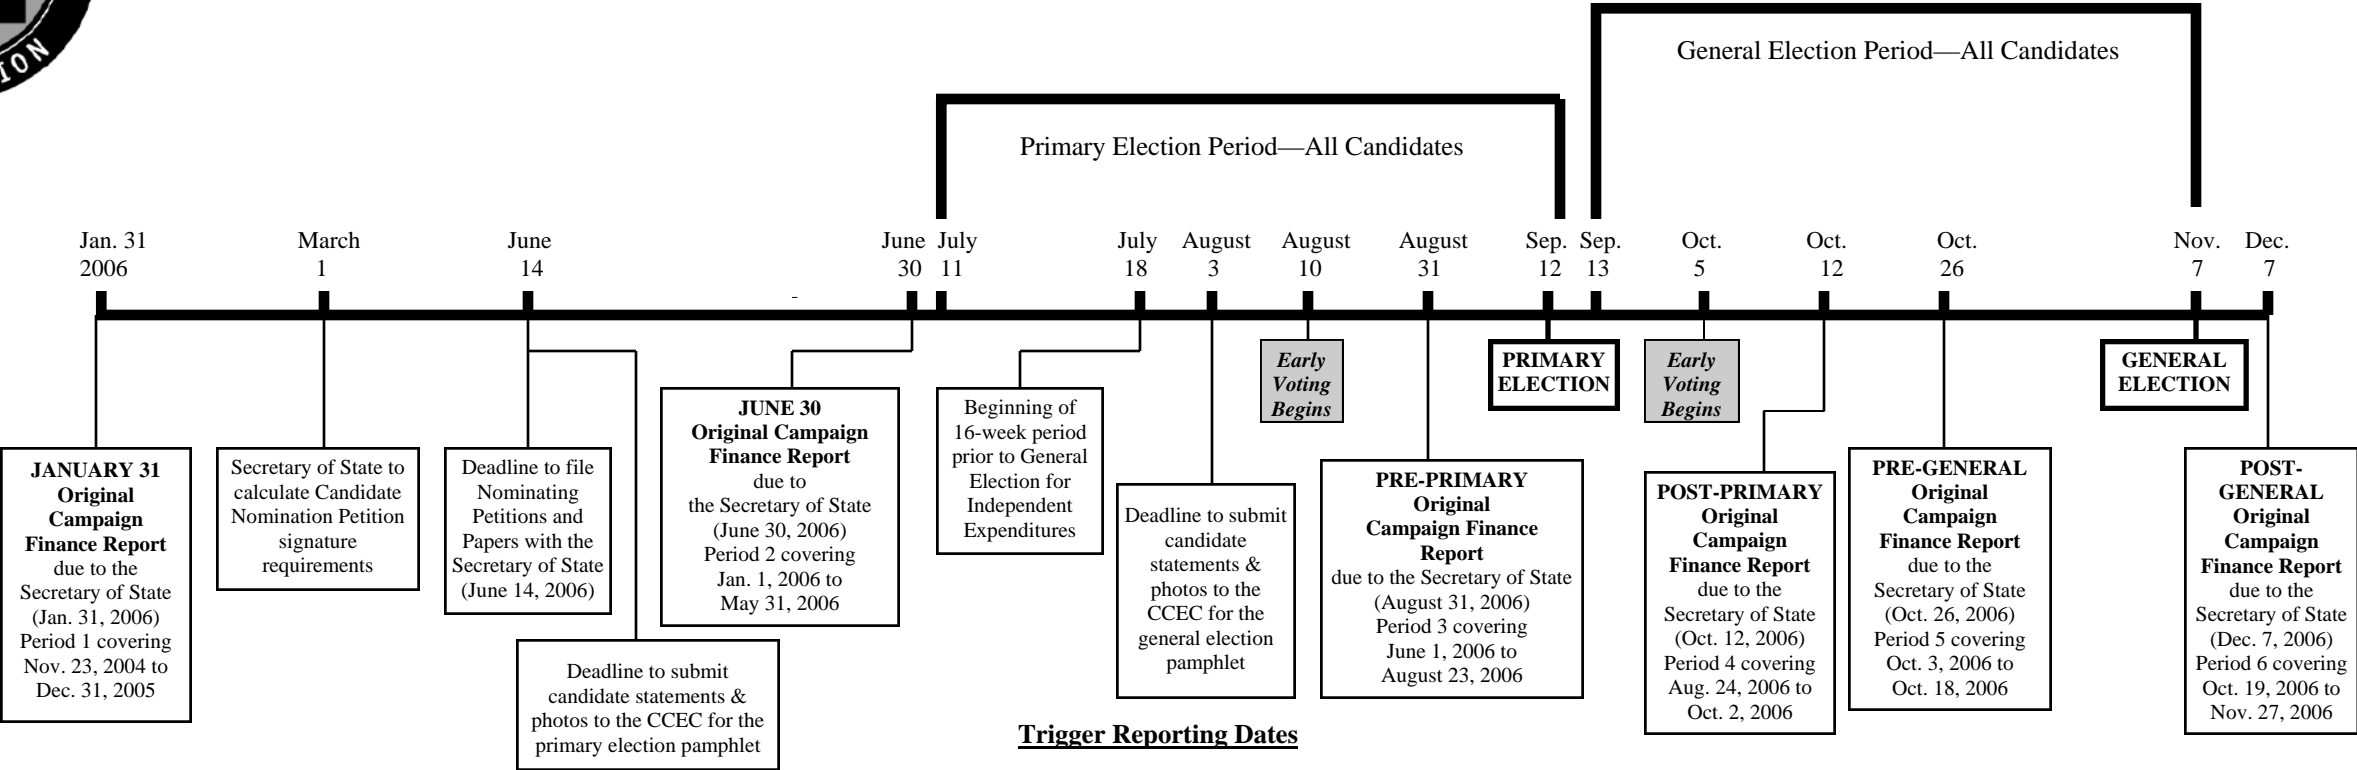 ION
General Election Period—All Candidates
Primary Election Period—All Candidates
Jan. 31
2006
March
1
June
14
June
30
July
11
July
18
August
3
August
10
August
31
Sep.
12
Sep.
13
Oct.
5
Oct.
12
Oct.
26
Nov.
7
Dec.
7
JANUARY 31
Original
Campaign
Finance Report
due to the
Secretary of State
(Jan. 31, 2006)
Period 1 covering
Nov. 23, 2004 to
Dec. 31, 2005
Secretary of State to
calculate Candidate
Nomination Petition
signature
requirements
Deadline to file
Nominating
Petitions and
Papers with the
Secretary of State
(June 14, 2006)
Deadline to submit
candidate statements &
photos to the CCEC for the
primary election pamphlet
JUNE 30
Original Campaign
Finance Report
due to
the Secretary of State
(June 30, 2006)
Period 2 covering
Jan. 1, 2006 to
May 31, 2006
Beginning of
16-week period
prior to General
Election for
Independent
Expenditures
Deadline to submit
candidate
statements &
photos to the
CCEC for the
general election
pamphlet
Early
Voting
Begins
PRE-PRIMARY
Original
Campaign Finance
Report
due to the Secretary of State
(August 31, 2006)
Period 3 covering
June 1, 2006 to
August 23, 2006
PRIMARY
ELECTION
Early
Voting
Begins
POST-PRIMARY
Original
Campaign
Finance Report
due to the
Secretary of State
(Oct. 12, 2006)
Period 4 covering
Aug. 24, 2006 to
Oct. 2, 2006
PRE-GENERAL
Original
Campaign
Finance Report
due to the
Secretary of State
(Oct. 26, 2006)
Period 5 covering
Oct. 3, 2006 to
Oct. 18, 2006
GENERAL
ELECTION
POST-
GENERAL
Original
Campaign
Finance Report
due to the
Secretary of State
(Dec. 7, 2006)
Period 6 covering
Oct. 19, 2006 to
Nov. 27, 2006
Trigger Reporting Dates